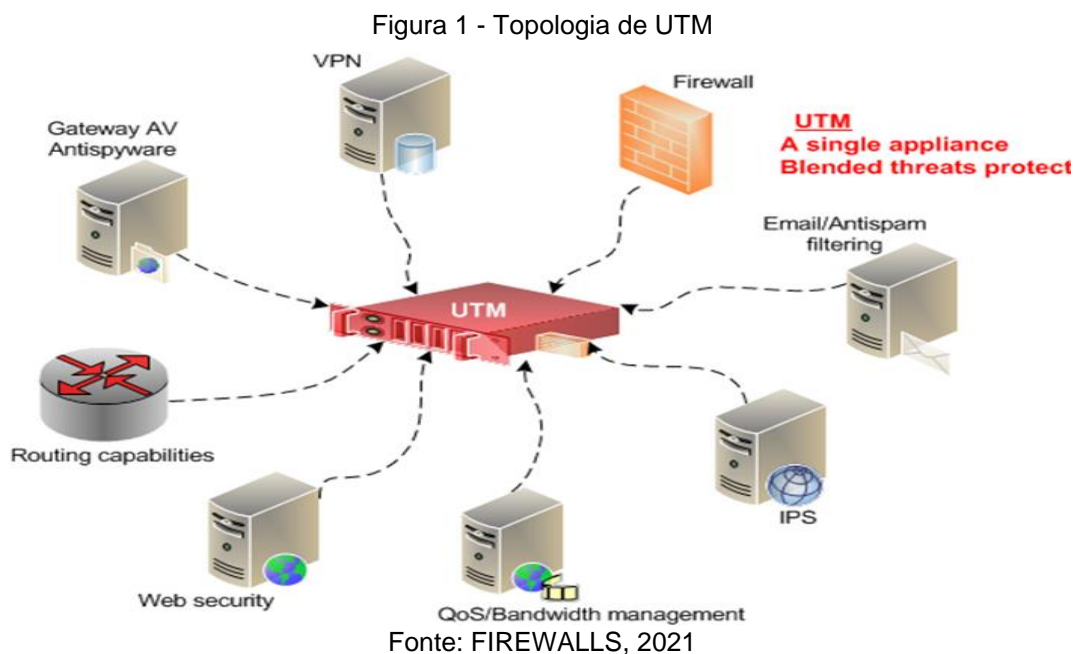 Figura 1 - Topologia de UTM
VPN
Firewall
Gateway AV
Antispyware
UTM
A single appliance
Blended threats protect
Email/Antispam
filtering
UTM
Routing capabilities
IPS
Web security
QoS/Bandwidth management
Fonte: FIREWALLS, 2021